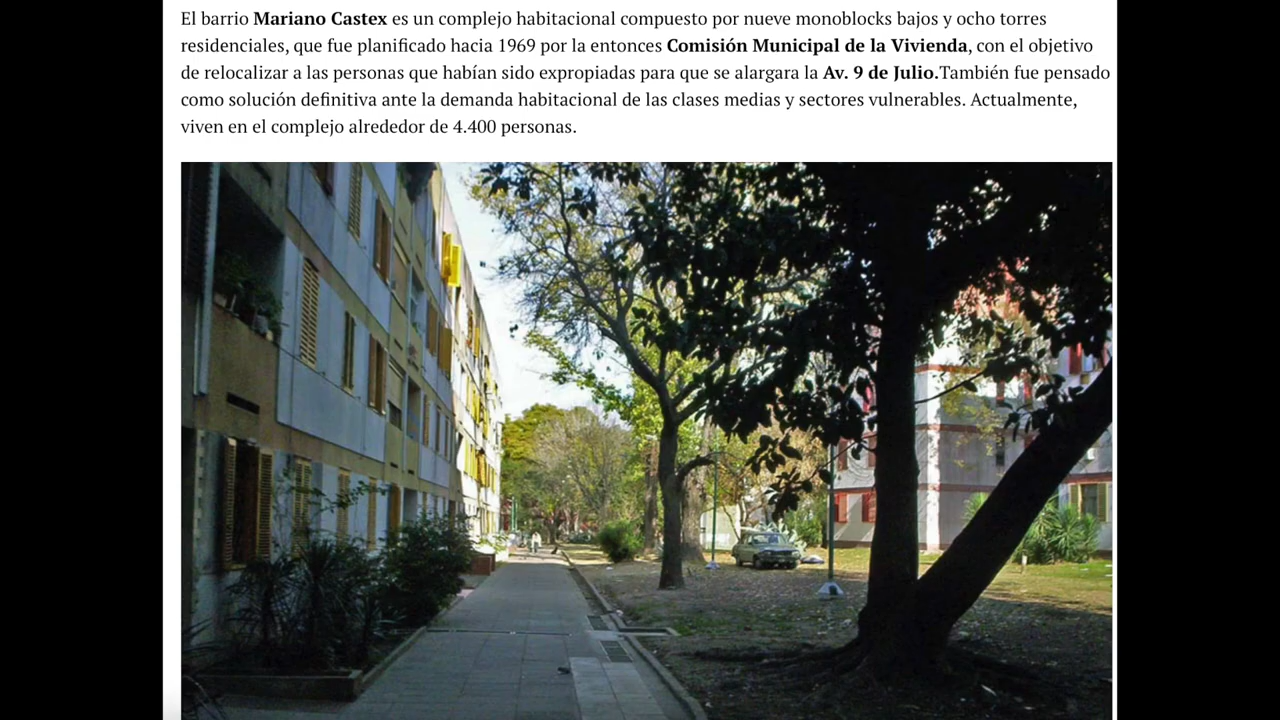 El barrio Mariano Castex es un complejo habitacional compuesto por nueve monoblocks bajos y ocho torres
residenciales, que fue planificado hacia 1969 por la entonces Comisión Municipal de la Vivienda, con el objetivo
de relocalizar a las personas que habían sido expropiadas para que se alargara la Av. 9 de Julio.También fue pensado
como solución definitiva ante la demanda habitacional de las clases medias y sectores vulnerables. Actualmente,
viven en el complejo alrededor de 4.400 personas.